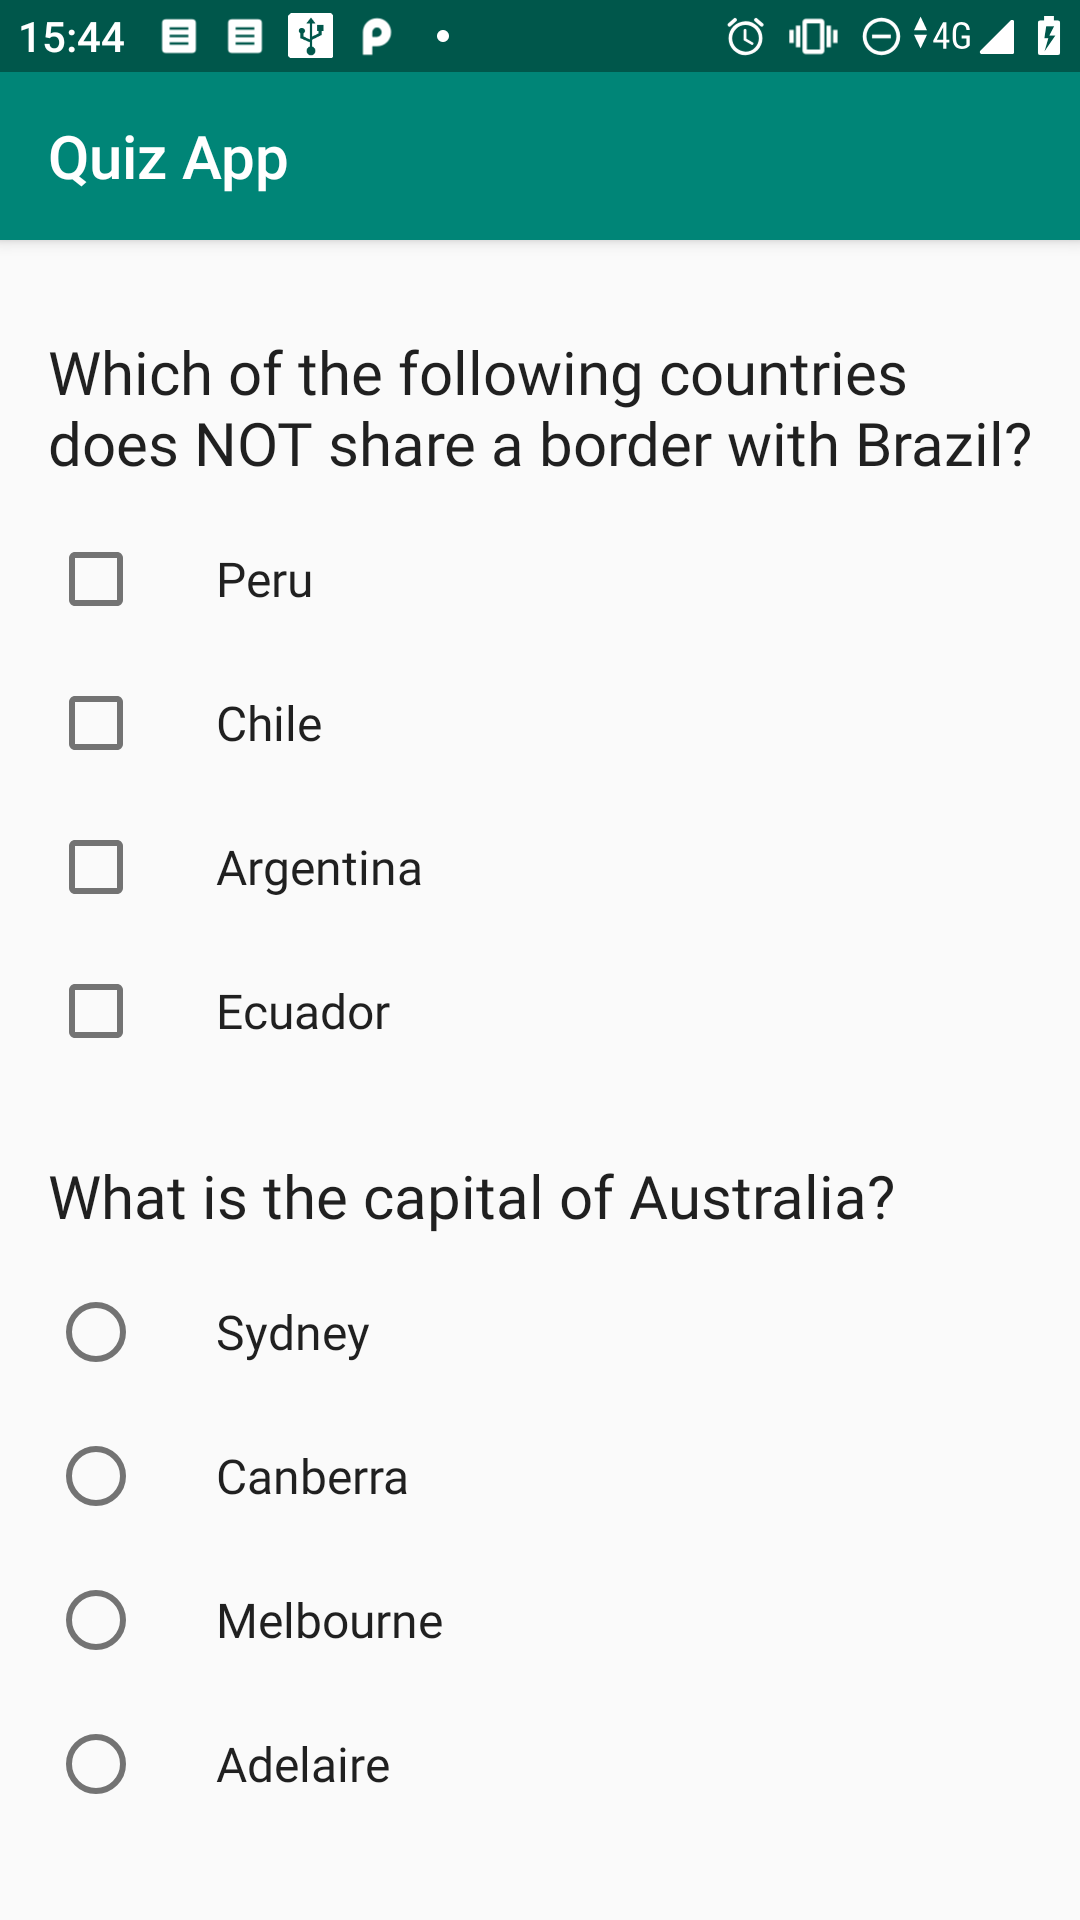 15:44
4G
Quiz App
Which of the following countries
does NOT share a border with Brazil?
Peru
Chile
Argentina
Ecuador
What is the capital of Australia?
Sydney
Canberra
Melbourne
Adelaire